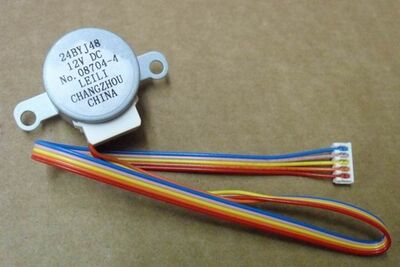 24BYJ48
12V DC
No. 08704-4
LEILI
CHANGZHOU
CHINA